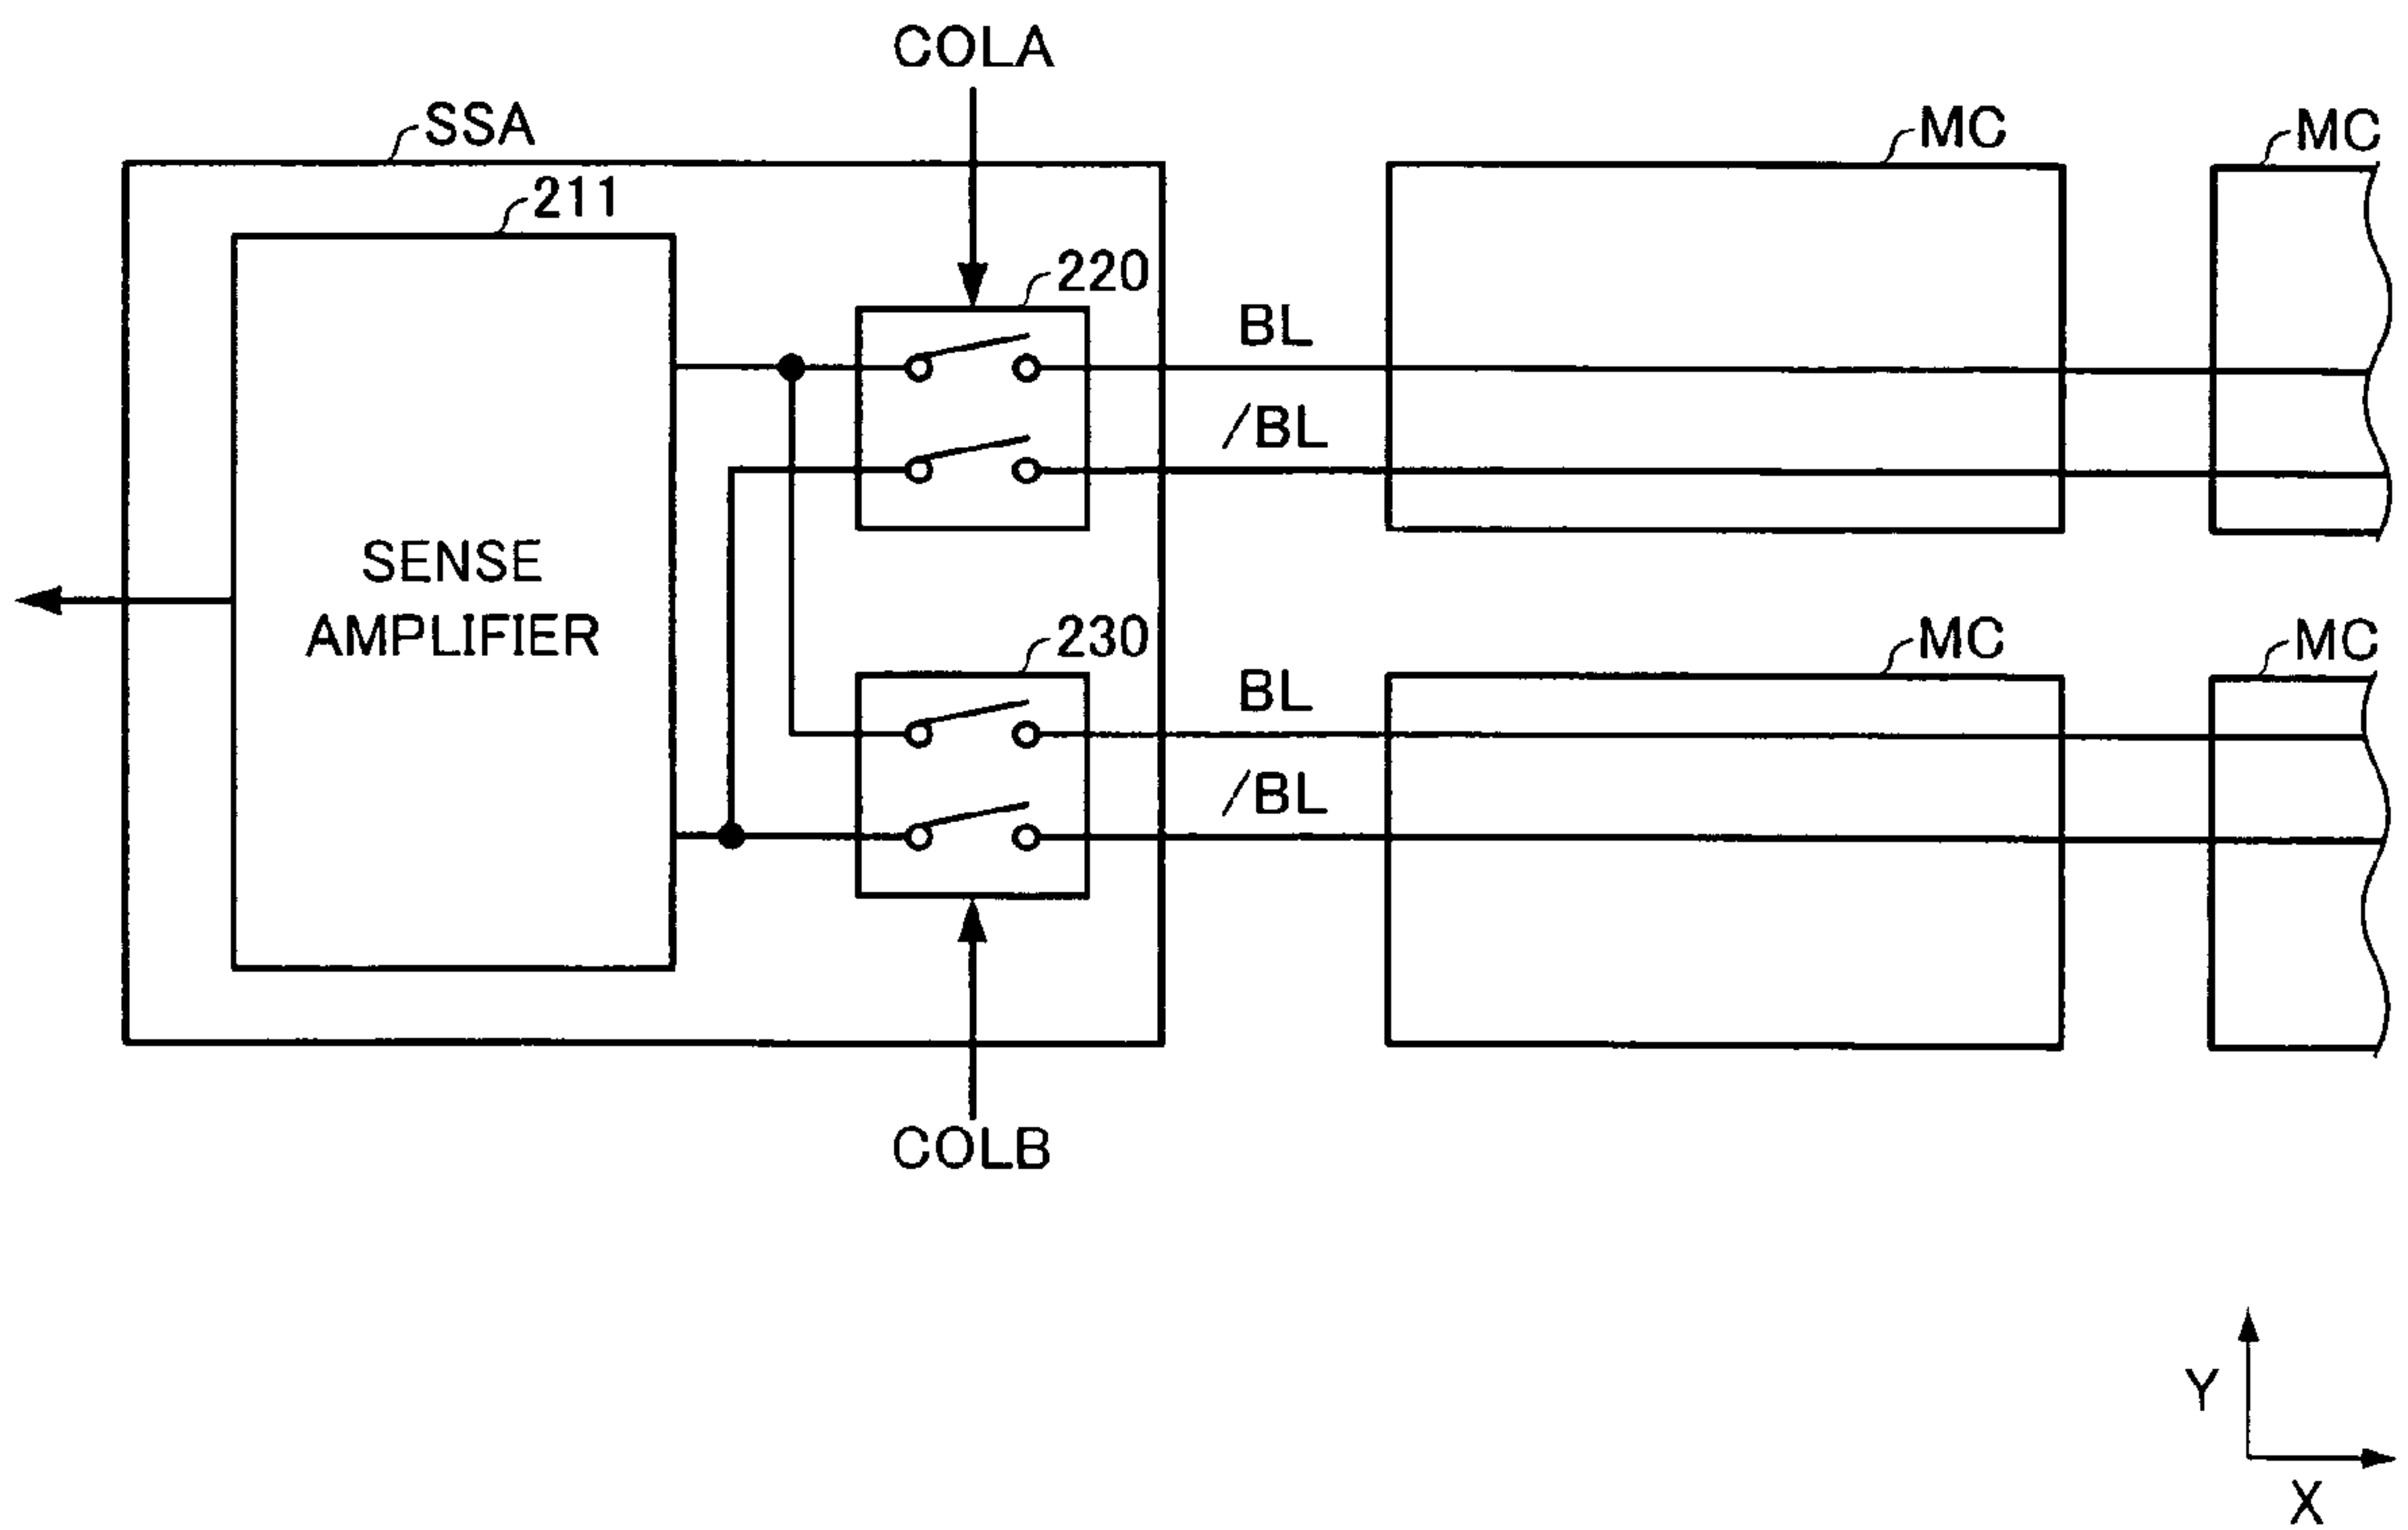 COLA
SSA
MC
MC
211
220
BL
/BL
SENSE
AMPLIFIER
230
MC
MC
BL
/BL
COLB
Y
X